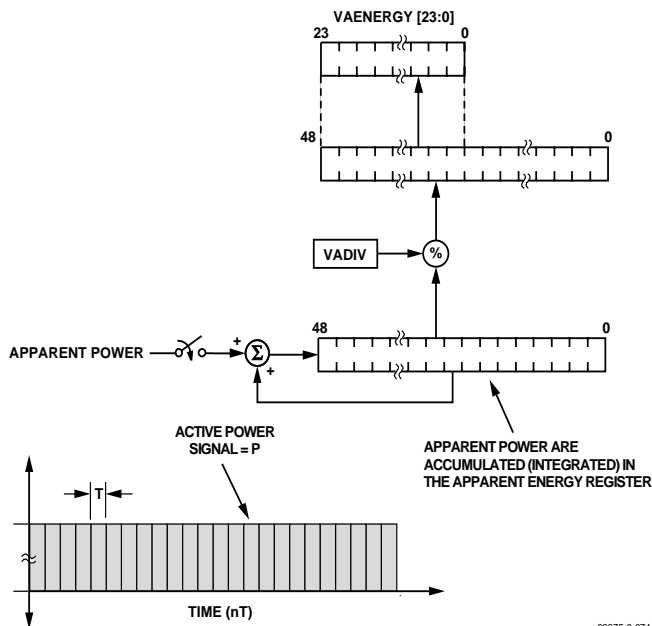 VAENERGY [23:0]
23 0
48 0
VADIV
%
48 0
APPARENT POWER
+
Σ
+
ACTIVE POWER
SIGNAL = P
APPARENT POWER ARE
ACCUMULATED (INTEGRATED) IN
THE APPARENT ENERGY REGISTER
T
TIME (nT)